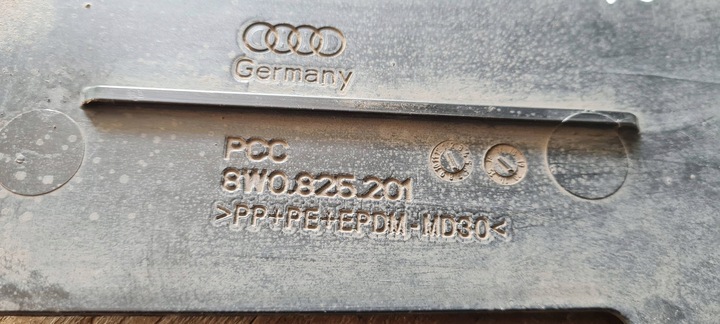 Germany
PCC
8W0.825.201
>PP+PE+EPDM-MD30<